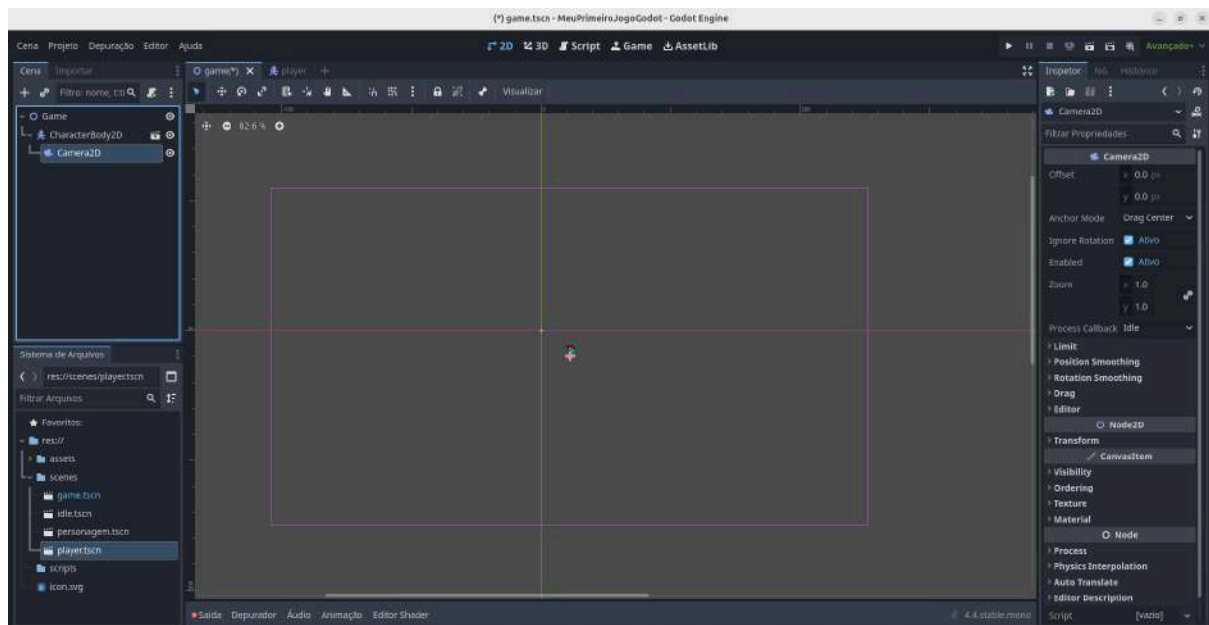 (*) game.tscn - MeuPrimeiroJogoGodot - Godot Engine
Cena Projeto Depuração Editor Ajuda
2D 3D Script Game AssetLib
Avançado+
Cena Importar
game(*) player
Inspetor Nó Histórico
Filtro: nome, t:ti
Visualizar
Game
CharacterBody2D
Camera2D
82.6 %
Camera2D
Filtrar Propriedades
Camera2D
Offset x 0.0 px
y 0.0 px
Anchor Mode Drag Center
Ignore Rotation Ativo
Enabled Ativo
Zoom x 1.0
y 1.0
Process Callback Idle
Limit
Position Smoothing
Rotation Smoothing
Drag
Editor
Node2D
Transform
CanvasItem
Visibility
Ordering
Texture
Material
Node
Process
Physics Interpolation
Auto Translate
Editor Description
Script [vazio]
Sistema de Arquivos
res://scenes/player.tscn
Filtrar Arquivos
Favoritos:
res://
assets
scenes
game.tscn
idle.tscn
personagem.tscn
player.tscn
scripts
icon.svg
Saída Depurador Áudio Animação Editor Shader
4.4.stable.mono